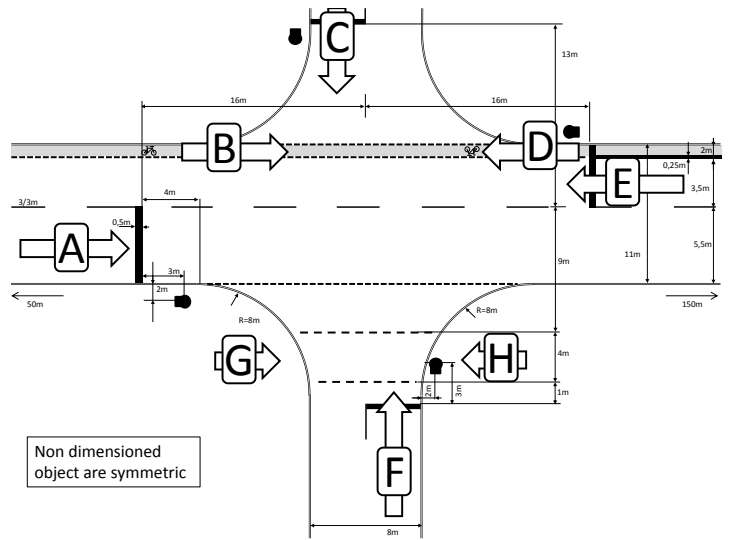 C
13m
16m
16m
B
D
2m
0,25m
E
3,5m
3/3m
4m
0,5m
A
11m
5,5m
9m
3m
2m
50m
150m
R=8m
R=8m
G
H
4m
2m
3m
1m
F
Non dimensioned
object are symmetric
8m